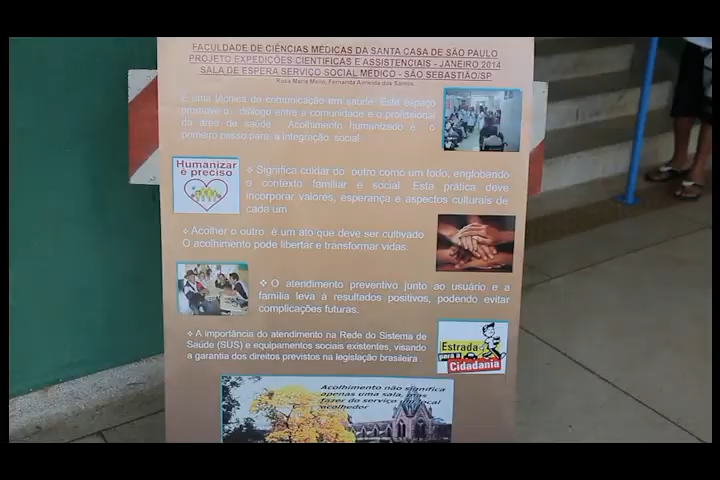 FACULDADE DE CIÊNCIAS MÉDICAS DA SANTA CASA DE SÃO PAULO
PROJETO EXPEDIÇÕES CIENTIFICAS E ASSISTENCIAIS - JANEIRO 2014
SALA DE ESPERA SERVIÇO SOCIAL MÉDICO - SÃO SEBASTIÃO/SP
Rosa Maria Melo, Fernanda Almeida dos Santos
É uma técnica de comunicação em saúde. Este espaço
promove o diálogo entre a comunidade e o profissional
da área de saúde. Acolhimento humanizado é o
primeiro passo para a integração social.
Humanizar
é preciso
❖ Significa cuidar do outro como um todo, englobando
o contexto familiar e social. Esta prática deve
incorporar valores, esperança e aspectos culturais de
cada um
❖ Acolher o outro é um ato que deve ser cultivado
O acolhimento pode libertar e transformar vidas.
❖ O atendimento preventivo junto ao usuário e a
família leva à resultados positivos, podendo evitar
complicações futuras.
❖ A importância do atendimento na Rede do Sistema de
Saúde (SUS) e equipamentos sociais existentes, visando
a garantia dos direitos previstos na legislação brasileira.
Estrada
para a
Cidadania
Acolhimento não significa
apenas uma sala, mas
fazer do serviço um local
acolhedor